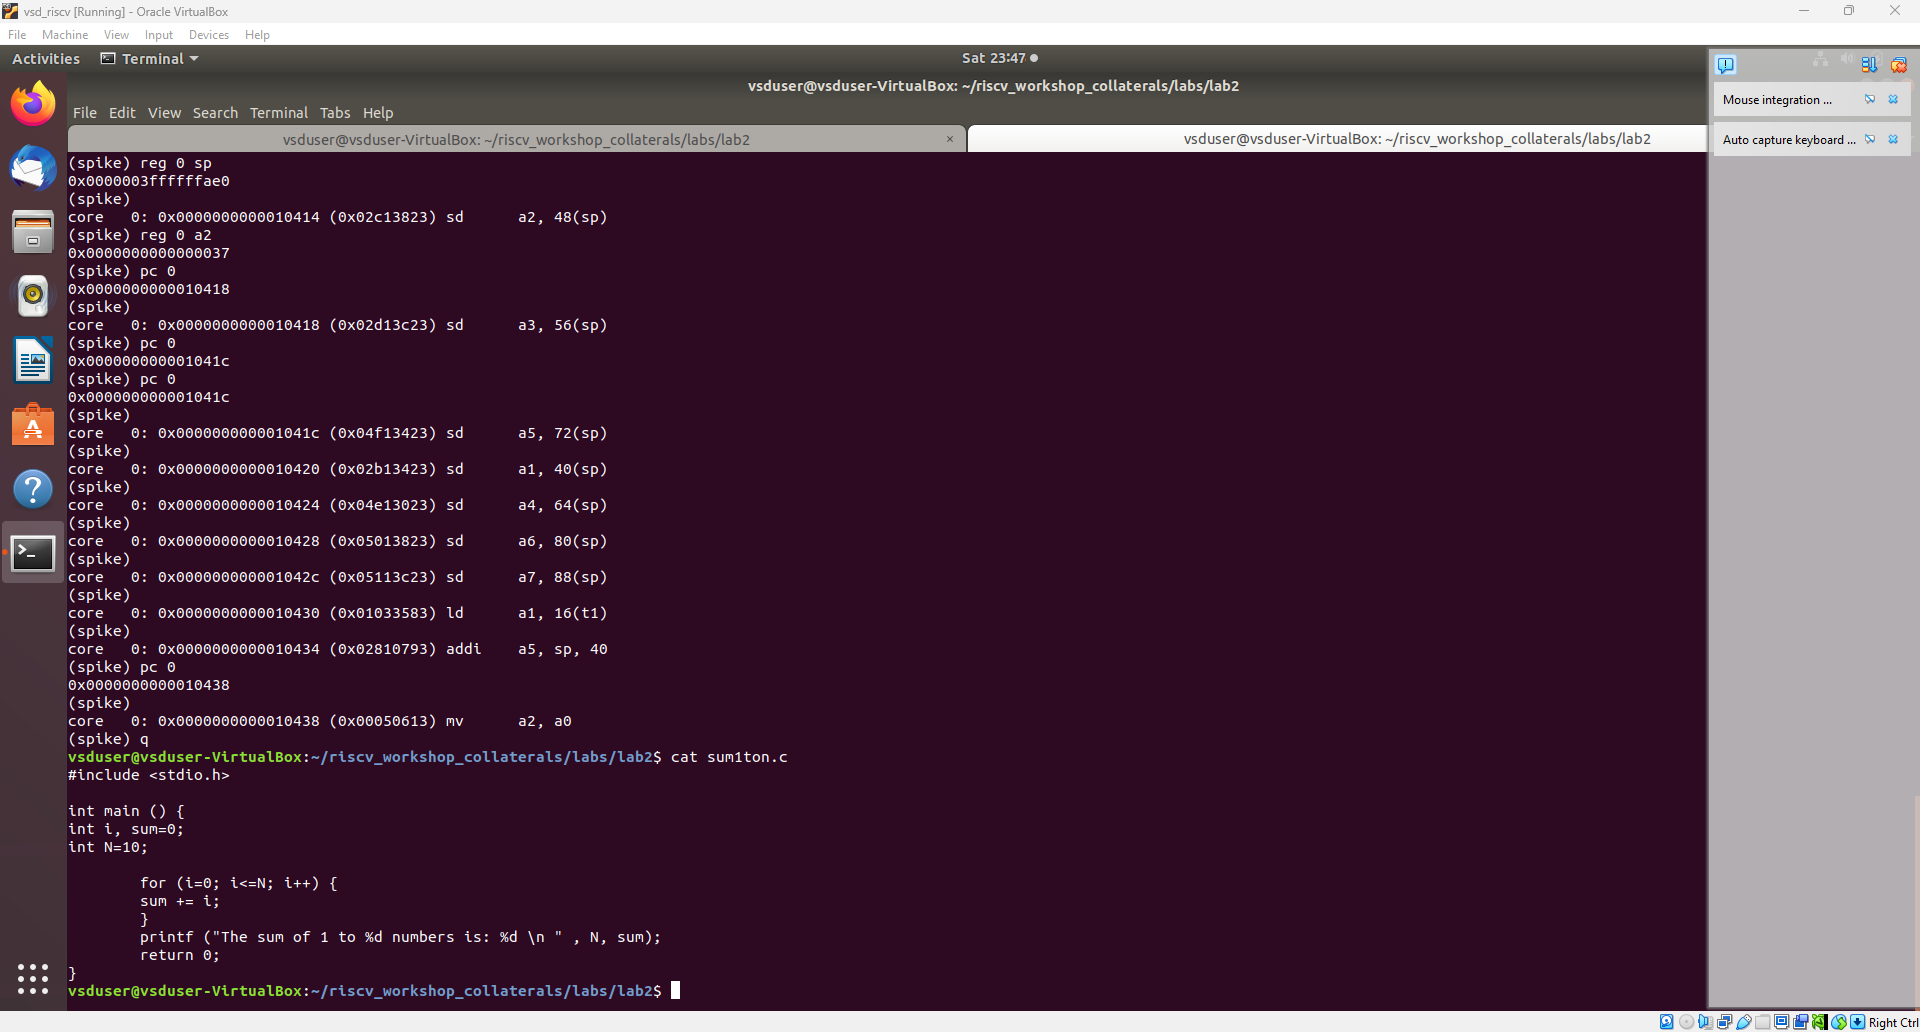 vsd_riscv [Running] - Oracle VirtualBox
File Machine View Input Devices Help
Activities Terminal Sat 23:47
vsduser@vsduser-VirtualBox: ~/riscv_workshop_collaterals/labs/lab2
File Edit View Search Terminal Tabs Help
vsduser@vsduser-VirtualBox: ~/riscv_workshop_collaterals/labs/lab2 × vsduser@vsduser-VirtualBox: ~/riscv_workshop_collaterals/labs/lab2
Mouse integration ...
Auto capture keyboard ...
(spike) reg 0 sp
0x0000003ffffffae0
(spike)
core   0: 0x0000000000010414 (0x02c13823) sd      a2, 48(sp)
(spike) reg 0 a2
0x0000000000000037
(spike) pc 0
0x0000000000010418
(spike)
core   0: 0x0000000000010418 (0x02d13c23) sd      a3, 56(sp)
(spike) pc 0
0x000000000001041c
(spike) pc 0
0x000000000001041c
(spike)
core   0: 0x000000000001041c (0x04f13423) sd      a5, 72(sp)
(spike)
core   0: 0x0000000000010420 (0x02b13423) sd      a1, 40(sp)
(spike)
core   0: 0x0000000000010424 (0x04e13023) sd      a4, 64(sp)
(spike)
core   0: 0x0000000000010428 (0x05013823) sd      a6, 80(sp)
(spike)
core   0: 0x000000000001042c (0x05113c23) sd      a7, 88(sp)
(spike)
core   0: 0x0000000000010430 (0x01033583) ld      a1, 16(t1)
(spike)
core   0: 0x0000000000010434 (0x02810793) addi    a5, sp, 40
(spike) pc 0
0x0000000000010438
(spike)
core   0: 0x0000000000010438 (0x00050613) mv      a2, a0
(spike) q
vsduser@vsduser-VirtualBox:~/riscv_workshop_collaterals/labs/lab2$ cat sum1ton.c
#include <stdio.h>
int main () {
int i, sum=0;
int N=10;
for (i=0; i<=N; i++) {
sum += i;
}
printf ("The sum of 1 to %d numbers is: %d \n " , N, sum);
return 0;
}
vsduser@vsduser-VirtualBox:~/riscv_workshop_collaterals/labs/lab2$
Right Ctrl